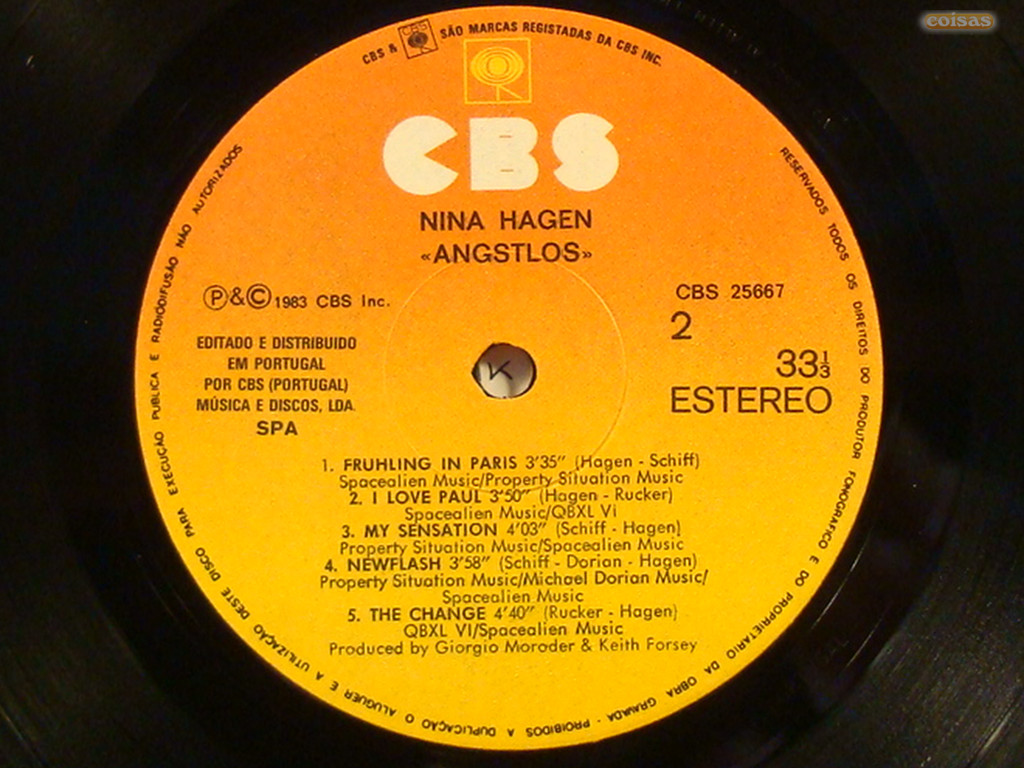 coisas
CBS & CBS SÃO MARCAS REGISTADAS DA CBS INC.
CBS
NINA HAGEN
«ANGSTLOS»
Ⓟ&© 1983 CBS Inc.
EDITADO E DISTRIBUIDO
EM PORTUGAL
POR CBS (PORTUGAL)
MÚSICA E DISCOS, LDA.
SPA
CBS 25667
2
33⅓
ESTEREO
K
1. FRUHLING IN PARIS 3'35" (Hagen - Schiff)
Spacealien Music/Property Situation Music
2. I LOVE PAUL 3'50" (Hagen - Rucker)
Spacealien Music/QBXL Vi
3. MY SENSATION 4'03" (Schiff - Hagen)
Property Situation Music/Spacealien Music
4. NEWFLASH 3'58" (Schiff - Dorian - Hagen)
Property Situation Music/Michael Dorian Music/
Spacealien Music
5. THE CHANGE 4'40" (Rucker - Hagen)
QBXL VI/Spacealien Music
Produced by Giorgio Moroder & Keith Forsey
RESERVADOS TODOS OS DIREITOS DO PRODUTOR FONOGRAFICO E DO PROPRIETARIO DA OBRA GRAVADA - PROIBIDOS A DUPLICAÇÃO O ALUGUER E A UTILIZAÇÃO DESTE DISCO PARA EXECUÇÃO PUBLICA E RADIODIFUSÃO NÃO AUTORIZADOS